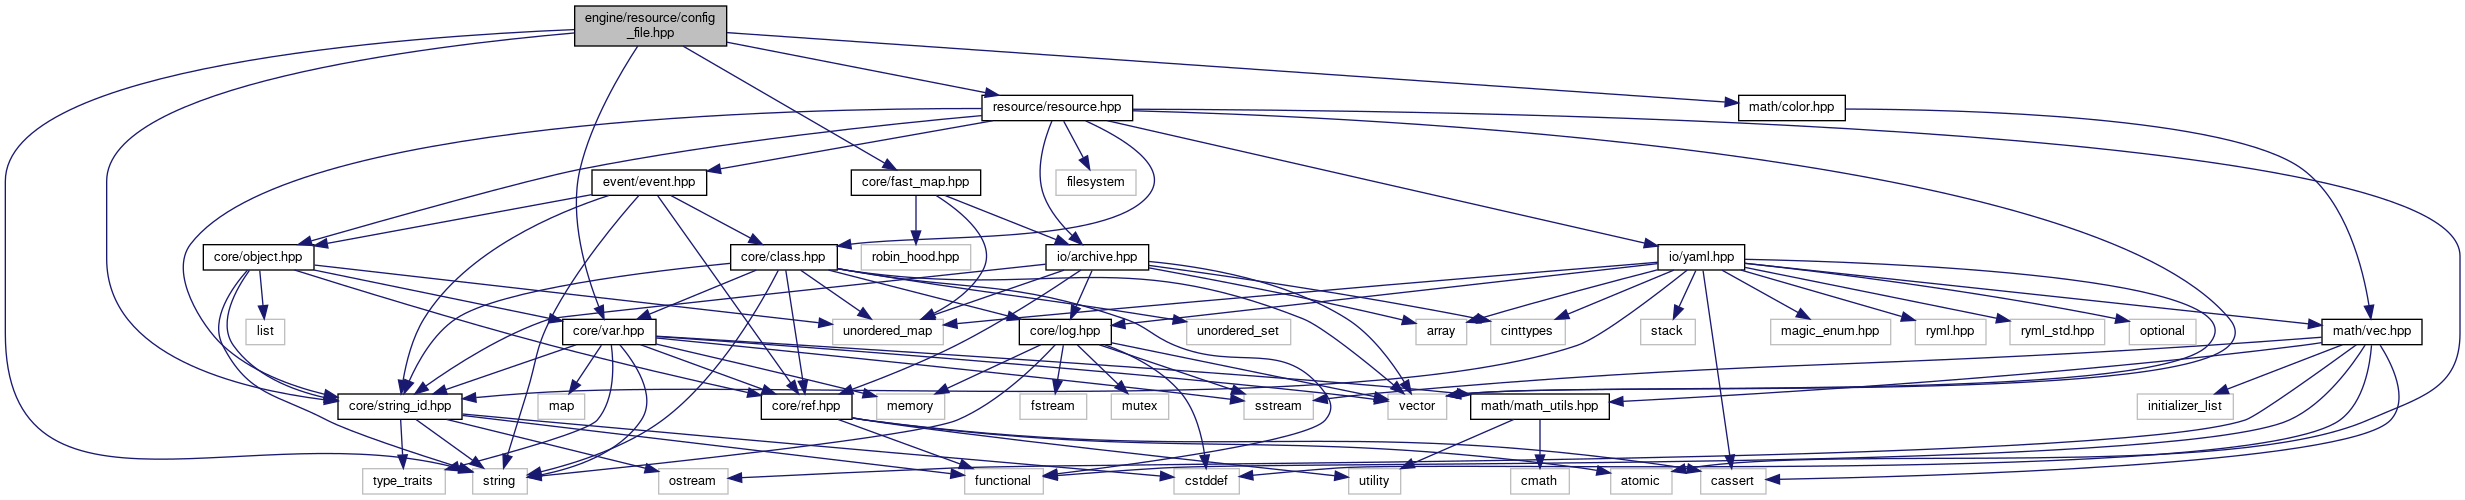 engine/resource/config
_file.hpp
resource/resource.hpp
math/color.hpp
event/event.hpp
core/fast_map.hpp
filesystem
core/object.hpp
core/class.hpp
robin_hood.hpp
io/archive.hpp
io/yaml.hpp
list
core/var.hpp
unordered_map
core/log.hpp
unordered_set
array
cinttypes
stack
magic_enum.hpp
ryml.hpp
ryml_std.hpp
optional
math/vec.hpp
core/string_id.hpp
map
core/ref.hpp
memory
fstream
mutex
sstream
vector
math/math_utils.hpp
initializer_list
type_traits
string
ostream
functional
cstddef
utility
cmath
atomic
cassert